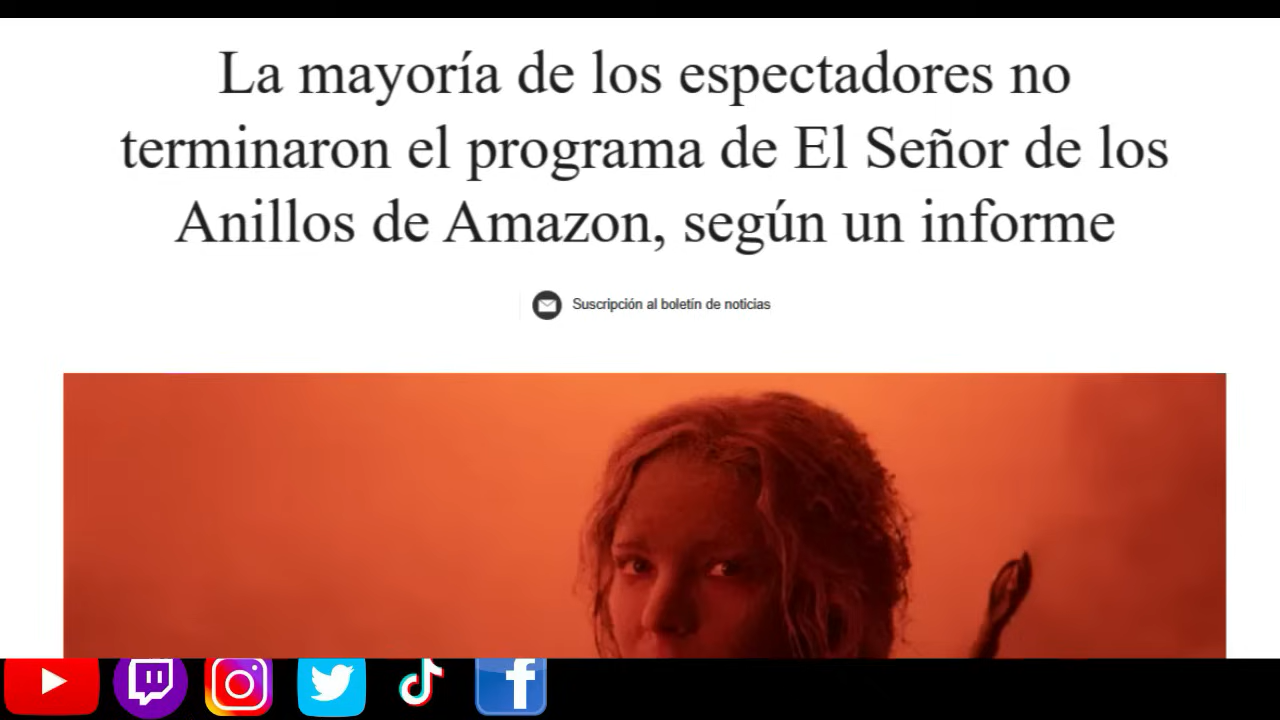 La mayoría de los espectadores no
terminaron el programa de El Señor de los
Anillos de Amazon, según un informe
Suscripción al boletín de noticias